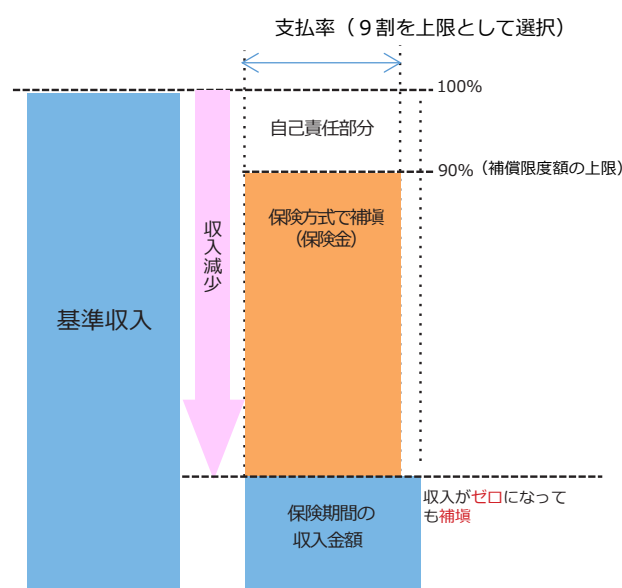 支払率（９割を上限として選択）
100%
自己責任部分
90%（補償限度額の上限）
保険方式で補塡
（保険金）
収入減少
基準収入
収入がゼロになって
も補塡
保険期間の
収入金額